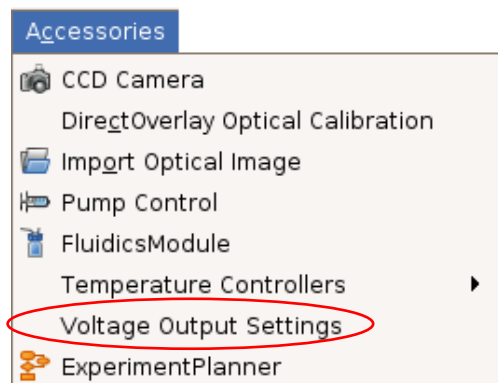 Accessories
CCD Camera
DirectOverlay Optical Calibration
Import Optical Image
Pump Control
FluidicsModule
Temperature Controllers
Voltage Output Settings
ExperimentPlanner